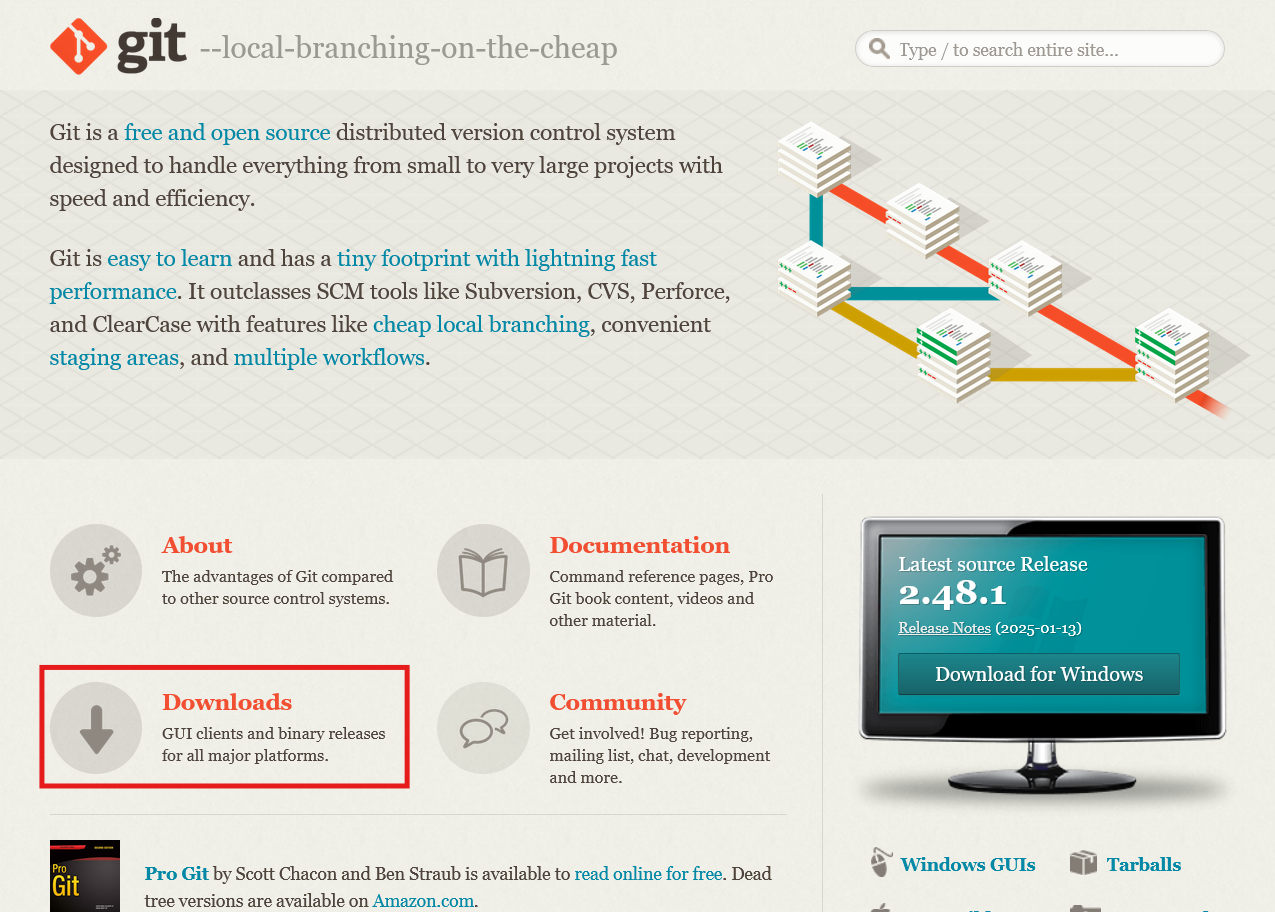 git --local-branching-on-the-cheap
Type / to search entire site...
Git is a free and open source distributed version control system
designed to handle everything from small to very large projects with
speed and efficiency.
Git is easy to learn and has a tiny footprint with lightning fast
performance. It outclasses SCM tools like Subversion, CVS, Perforce,
and ClearCase with features like cheap local branching, convenient
staging areas, and multiple workflows.
About
The advantages of Git compared
to other source control systems.
Documentation
Command reference pages, Pro
Git book content, videos and
other material.
Downloads
GUI clients and binary releases
for all major platforms.
Community
Get involved! Bug reporting,
mailing list, chat, development
and more.
Latest source Release
2.48.1
Release Notes (2025-01-13)
Download for Windows
Pro
Git
Pro Git by Scott Chacon and Ben Straub is available to read online for free. Dead
tree versions are available on Amazon.com.
Windows GUIs
Tarballs